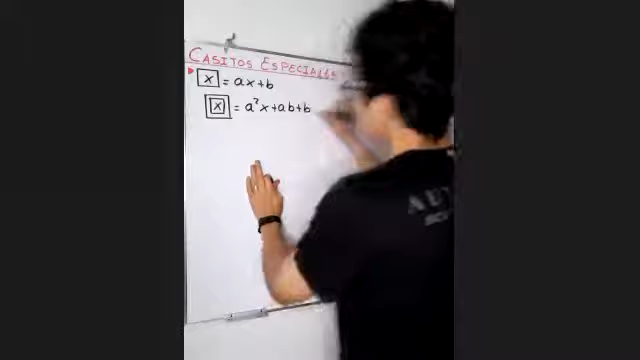 CASITOS ESPECIALES
x = ax+b
x = a²x+ab+b